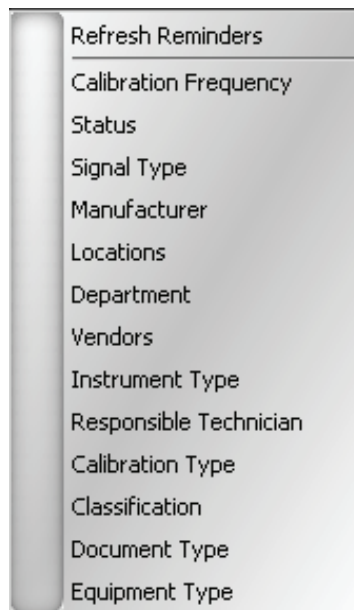 Refresh Reminders
Calibration Frequency
Status
Signal Type
Manufacturer
Locations
Department
Vendors
Instrument Type
Responsible Technician
Calibration Type
Classification
Document Type
Equipment Type